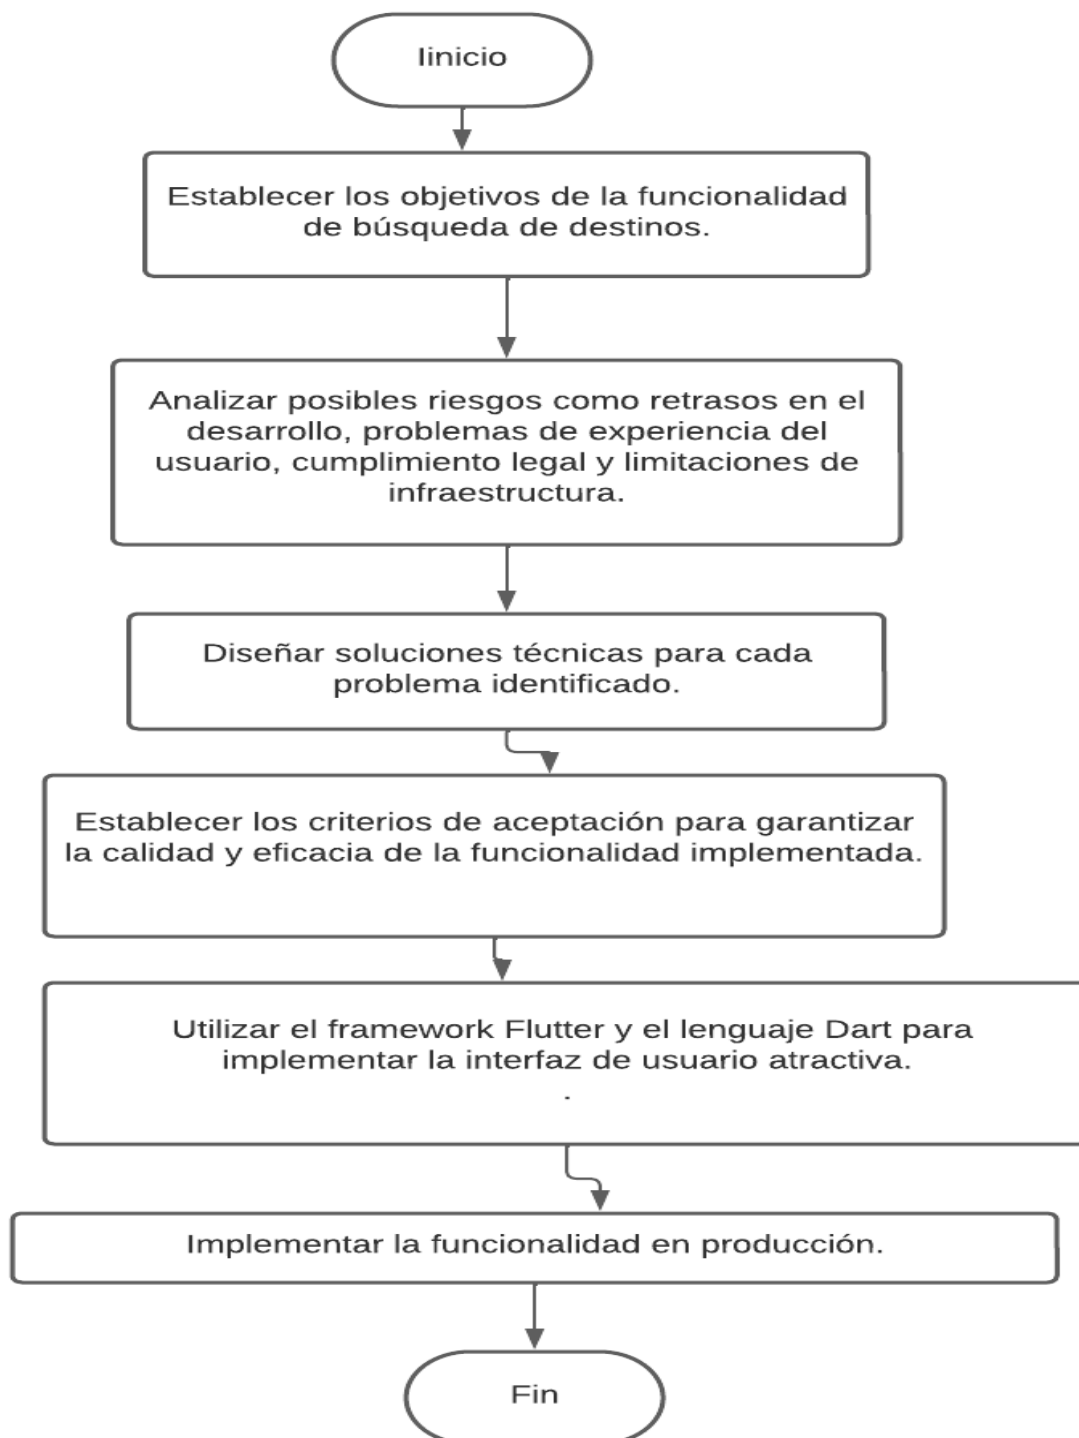 Iinicio
Establecer los objetivos de la funcionalidad
de búsqueda de destinos.
Analizar posibles riesgos como retrasos en el
desarrollo, problemas de experiencia del
usuario, cumplimiento legal y limitaciones de
infraestructura.
Diseñar soluciones técnicas para cada
problema identificado.
Establecer los criterios de aceptación para garantizar
la calidad y eficacia de la funcionalidad implementada.
Utilizar el framework Flutter y el lenguaje Dart para
implementar la interfaz de usuario atractiva.
.
Implementar la funcionalidad en producción.
Fin